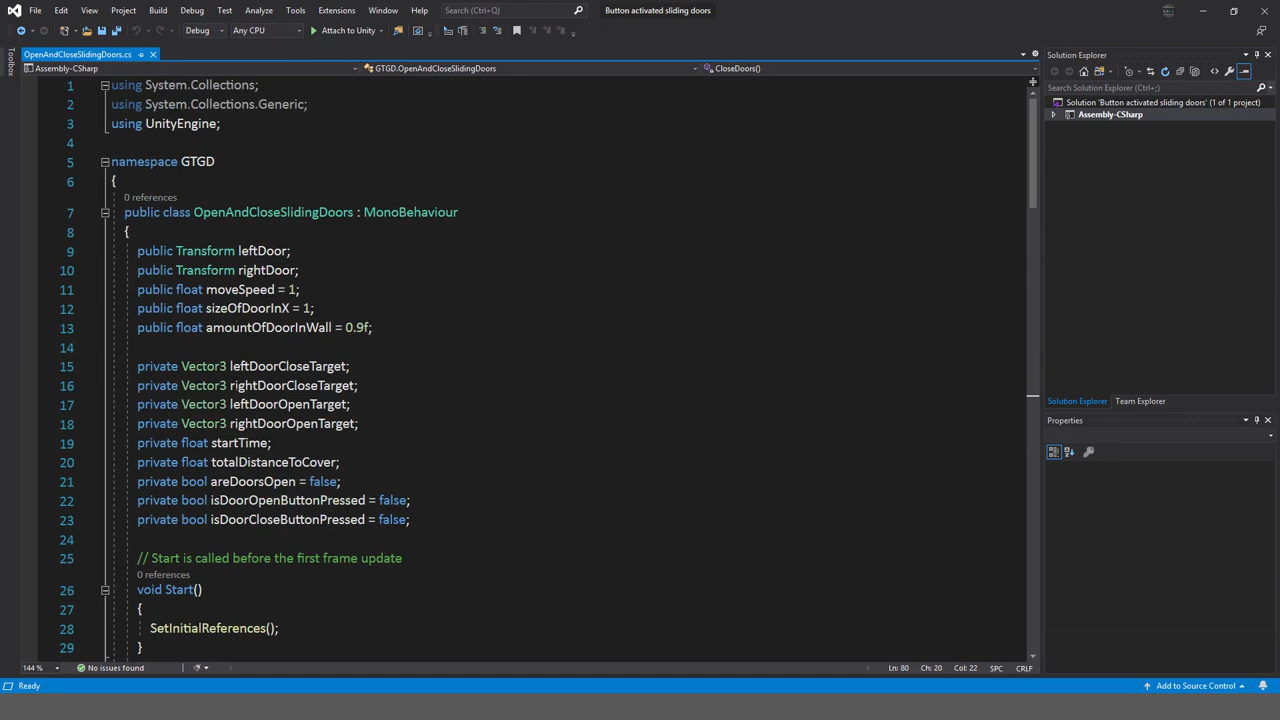 File Edit View Project Build Debug Test Analyze Tools Extensions Window Help Search (Ctrl+Q) Button activated sliding doors
Debug Any CPU Attach to Unity
Toolbox
OpenAndCloseSlidingDoors.cs
Assembly-CSharp GTGD.OpenAndCloseSlidingDoors CloseDoors()
1 using System.Collections;
2 using System.Collections.Generic;
3 using UnityEngine;
4
5 namespace GTGD
6 {
0 references
7 public class OpenAndCloseSlidingDoors : MonoBehaviour
8 {
9 public Transform leftDoor;
10 public Transform rightDoor;
11 public float moveSpeed = 1;
12 public float sizeOfDoorInX = 1;
13 public float amountOfDoorInWall = 0.9f;
14
15 private Vector3 leftDoorCloseTarget;
16 private Vector3 rightDoorCloseTarget;
17 private Vector3 leftDoorOpenTarget;
18 private Vector3 rightDoorOpenTarget;
19 private float startTime;
20 private float totalDistanceToCover;
21 private bool areDoorsOpen = false;
22 private bool isDoorOpenButtonPressed = false;
23 private bool isDoorCloseButtonPressed = false;
24
25 // Start is called before the first frame update
0 references
26 void Start()
27 {
28 SetInitialReferences();
29 }
144 % No issues found Ln: 80 Ch: 20 Col: 22 SPC CRLF
Solution Explorer
Search Solution Explorer (Ctrl+;)
Solution 'Button activated sliding doors' (1 of 1 project)
Assembly-CSharp
Solution Explorer Team Explorer
Properties
Ready Add to Source Control